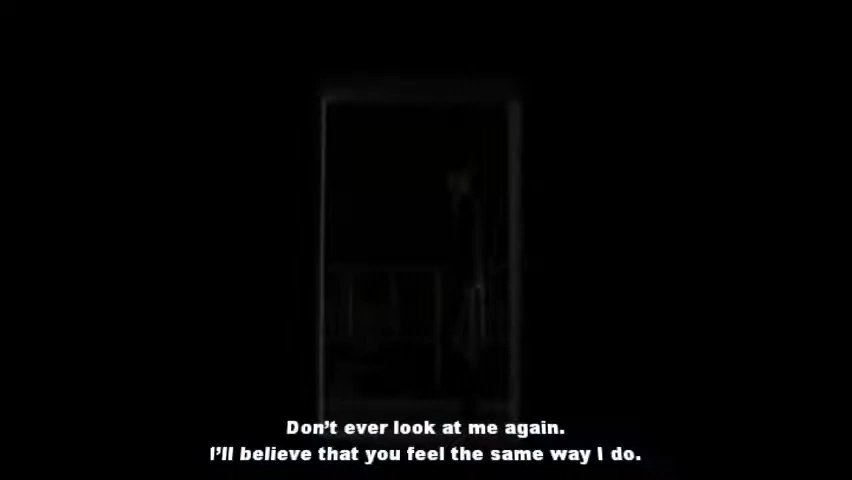 Don't ever look at me again.
I'll believe that you feel the same way I do.